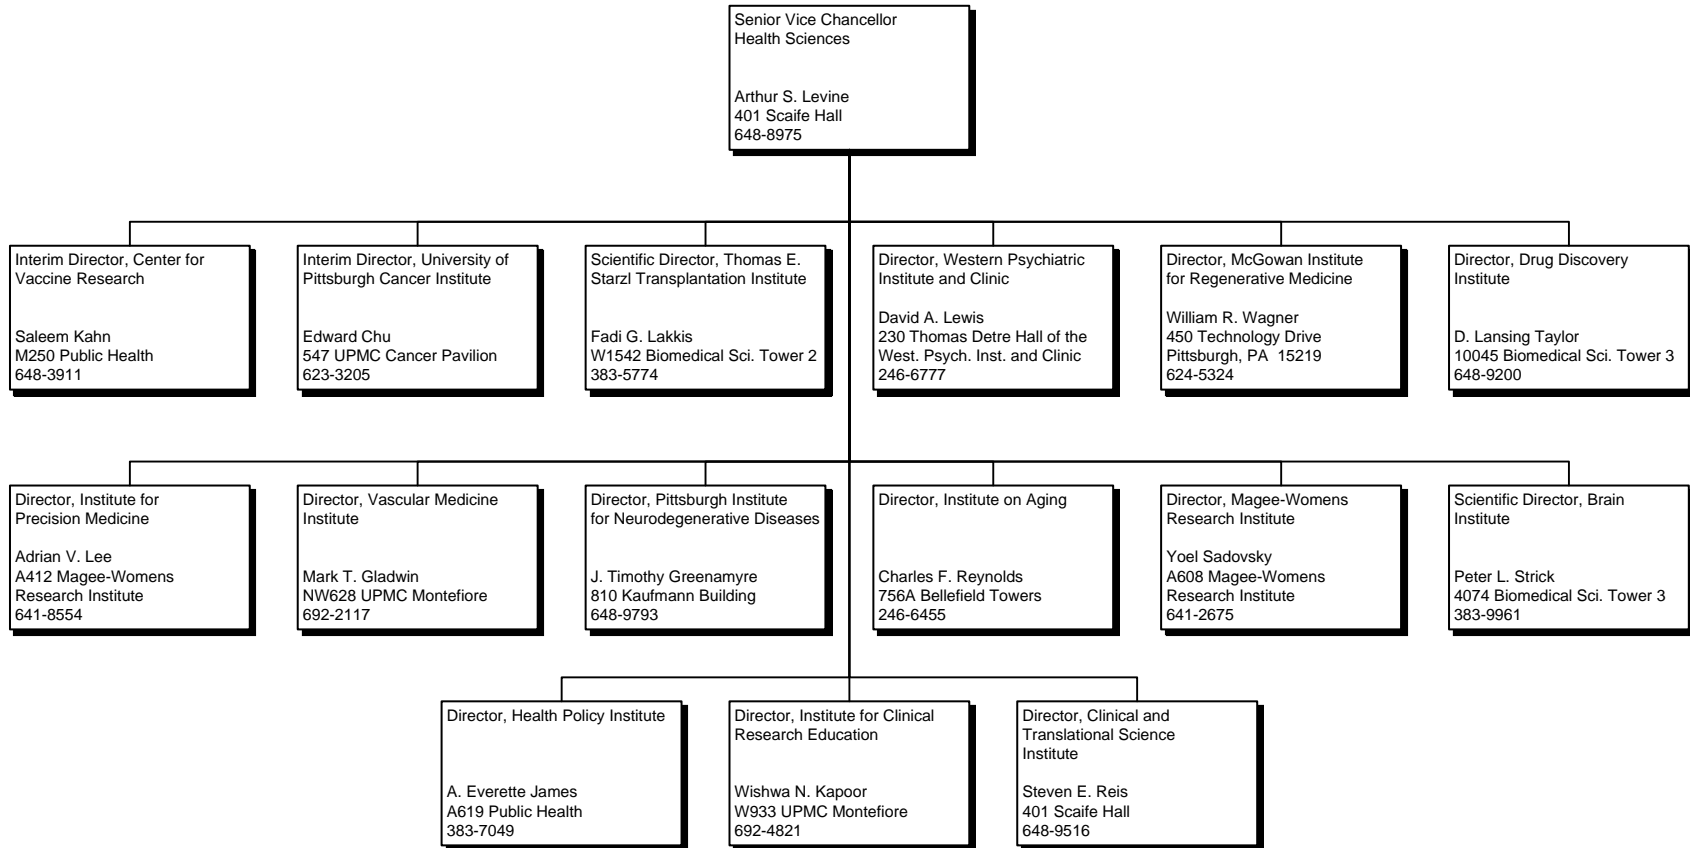 Senior Vice Chancellor
Health Sciences
Arthur S. Levine
401 Scaife Hall
648-8975
Interim Director, Center for
Vaccine Research
Saleem Kahn
M250 Public Health
648-3911
Interim Director, University of
Pittsburgh Cancer Institute
Edward Chu
547 UPMC Cancer Pavilion
623-3205
Scientific Director, Thomas E.
Starzl Transplantation Institute
Fadi G. Lakkis
W1542 Biomedical Sci. Tower 2
383-5774
Director, Western Psychiatric
Institute and Clinic
David A. Lewis
230 Thomas Detre Hall of the
West. Psych. Inst. and Clinic
246-6777
Director, McGowan Institute
for Regenerative Medicine
William R. Wagner
450 Technology Drive
Pittsburgh, PA  15219
624-5324
Director, Drug Discovery
Institute
D. Lansing Taylor
10045 Biomedical Sci. Tower 3
648-9200
Director, Institute for
Precision Medicine
Adrian V. Lee
A412 Magee-Womens
Research Institute
641-8554
Director, Vascular Medicine
Institute
Mark T. Gladwin
NW628 UPMC Montefiore
692-2117
Director, Pittsburgh Institute
for Neurodegenerative Diseases
J. Timothy Greenamyre
810 Kaufmann Building
648-9793
Director, Institute on Aging
Charles F. Reynolds
756A Bellefield Towers
246-6455
Director, Magee-Womens
Research Institute
Yoel Sadovsky
A608 Magee-Womens
Research Institute
641-2675
Scientific Director, Brain
Institute
Peter L. Strick
4074 Biomedical Sci. Tower 3
383-9961
Director, Health Policy Institute
A. Everette James
A619 Public Health
383-7049
Director, Institute for Clinical
Research Education
Wishwa N. Kapoor
W933 UPMC Montefiore
692-4821
Director, Clinical and
Translational Science
Institute
Steven E. Reis
401 Scaife Hall
648-9516